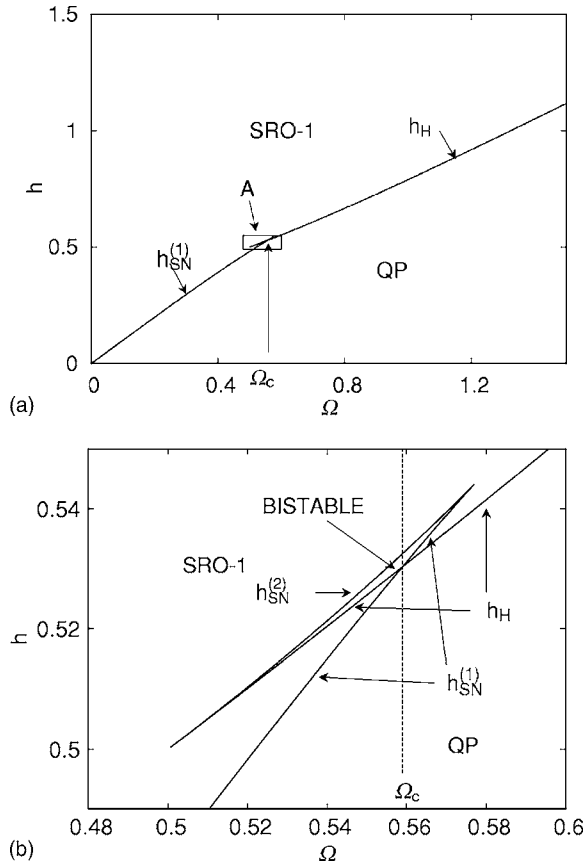 1.5
1
0.5
0
h
SRO-1
h_H
A
h_SN^(1)
QP
Ω_c
0 0.4 0.8 1.2
Ω
(a)
0.54
0.52
0.5
h
BISTABLE
SRO-1
h_SN^(2)
h_H
h_SN^(1)
QP
Ω_c
0.48 0.5 0.52 0.54 0.56 0.58 0.6
Ω
(b)